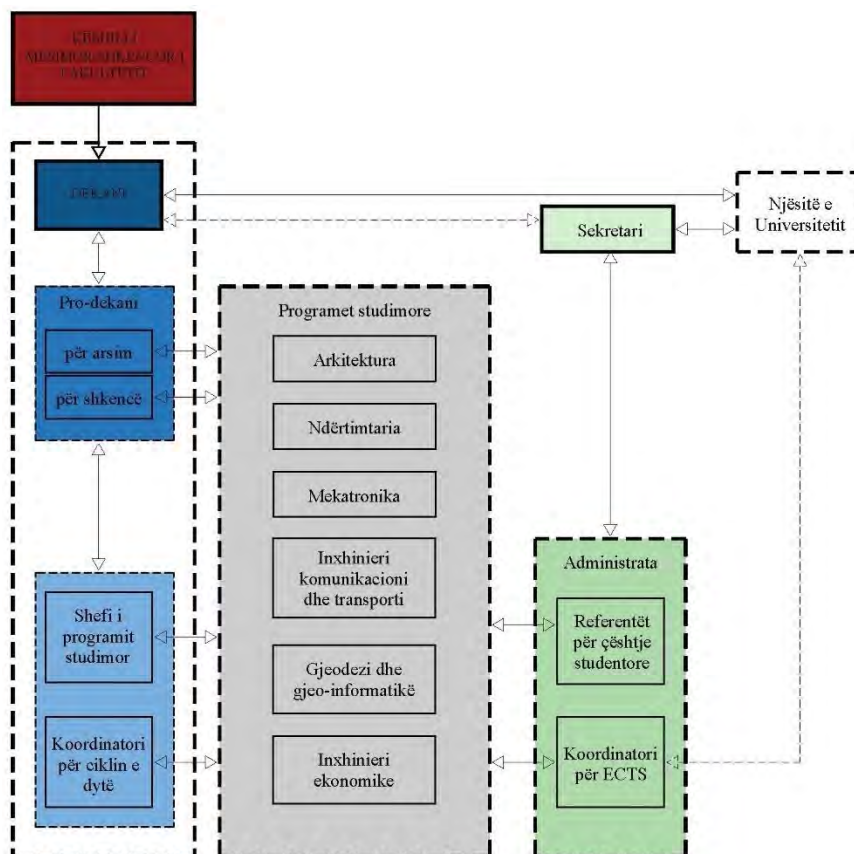 FAKULTETIT
DEKANI
Njësitë e
Universitetit
Sekretari
Pro-dekani
për arsim
për shkencë
Programet studimore
Arkitektura
Ndërtimtaria
Mekatronika
Inxhinieri
komunikacioni
dhe transporti
Gjeodezi dhe
gjeo-informatikë
Inxhinieri
ekonomike
Shefi i
programit
studimor
Koordinatori
për ciklin e
dytë
Administrata
Referentët
për çështje
studentore
Koordinatori
për ECTS